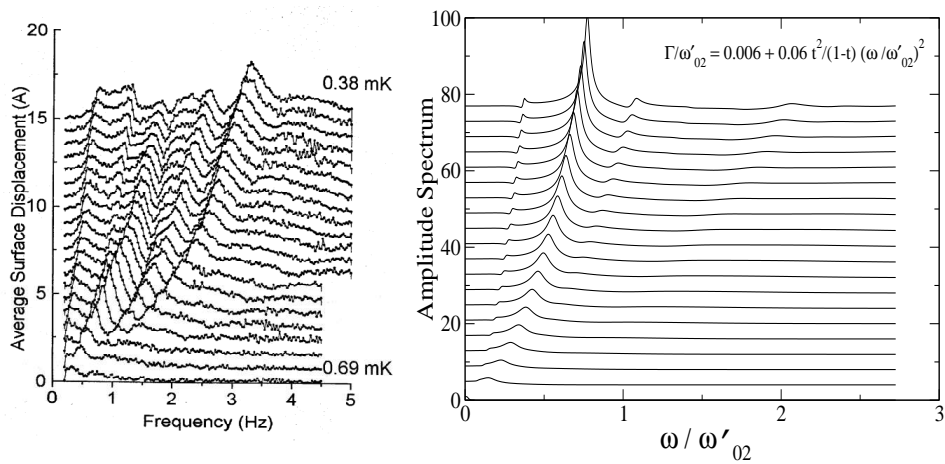 20
15
10
5
0
Average Surface Displacement (A)
0.38 mK
0.69 mK
0 1 2 3 4 5
Frequency (Hz)
100
80
60
40
20
0
Amplitude Spectrum
Γ/ω′02 = 0.006 + 0.06 t²/(1-t) (ω/ω′02)²
0 1 2 3
ω / ω′02